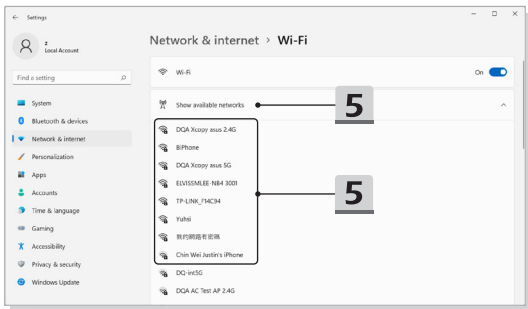 Settings
z
Local Account
Find a setting
System
Bluetooth & devices
Network & internet
Personalization
Apps
Accounts
Time & language
Gaming
Accessibility
Privacy & security
Windows Update
Network & internet > Wi-Fi
Wi-Fi
On
Show available networks
5
DQA Xcopy asus 2.4G
BiPhone
DQA Xcopy asus 5G
ELVISSMLEE-NB4 3001
TP-LINK_F14C94
5
Yuhsi
我的網路有密碼
Chin Wei Justin's iPhone
DQ-int5G
DQA AC Test AP 2.4G